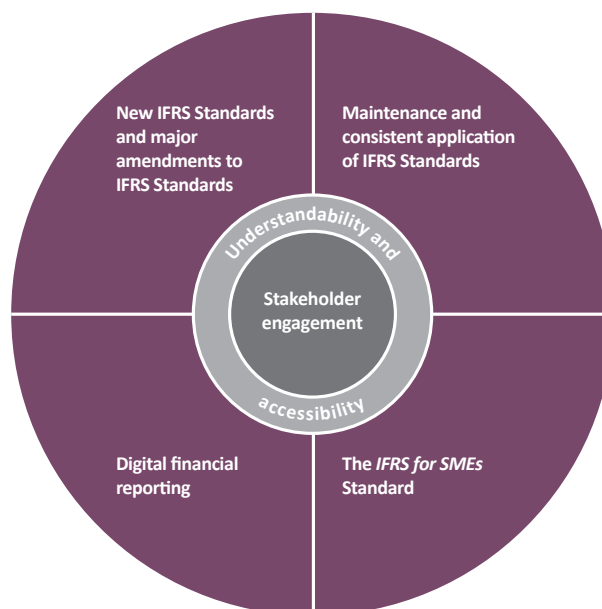 New IFRS Standards
and major
amendments to
IFRS Standards
Maintenance and
consistent application
of IFRS Standards
Understandability and
accessibility
Stakeholder
engagement
Digital financial
reporting
The IFRS for SMEs
Standard